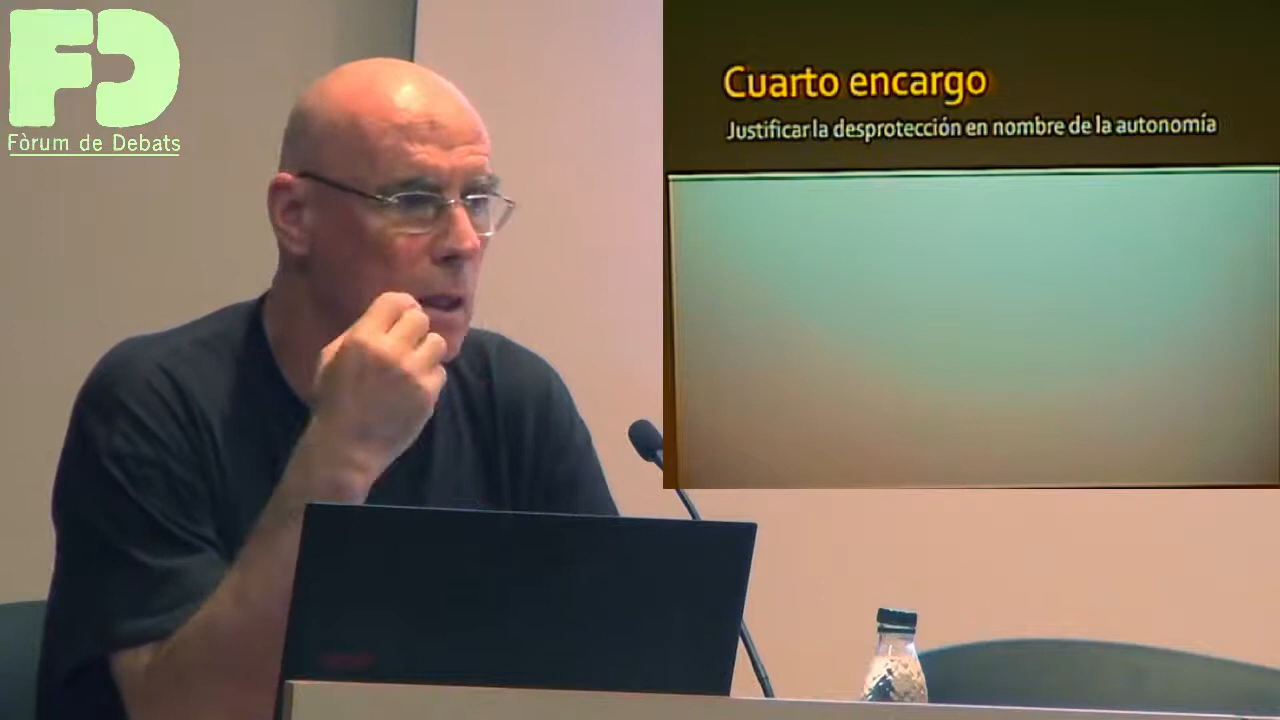 FD
Fòrum de Debats
Cuarto encargo
Justificar la desprotección en nombre de la autonomía